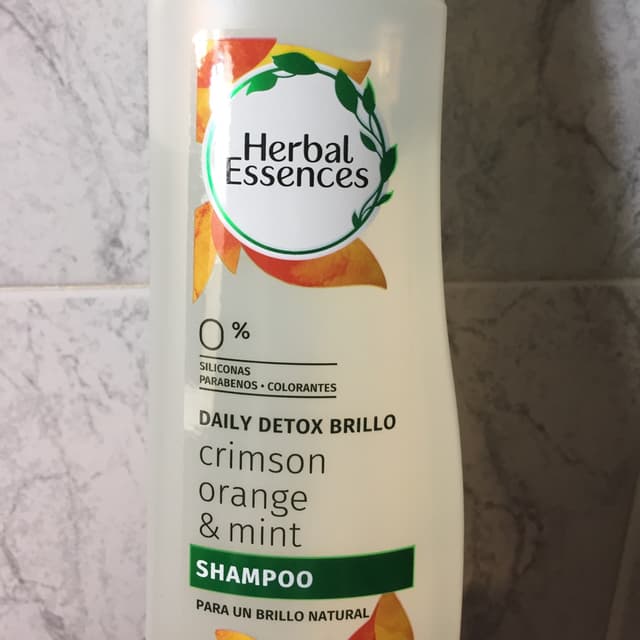 Herbal
Essences
0%
SILICONAS
PARABENOS • COLORANTES
DAILY DETOX BRILLO
crimson
orange
& mint
SHAMPOO
PARA UN BRILLO NATURAL